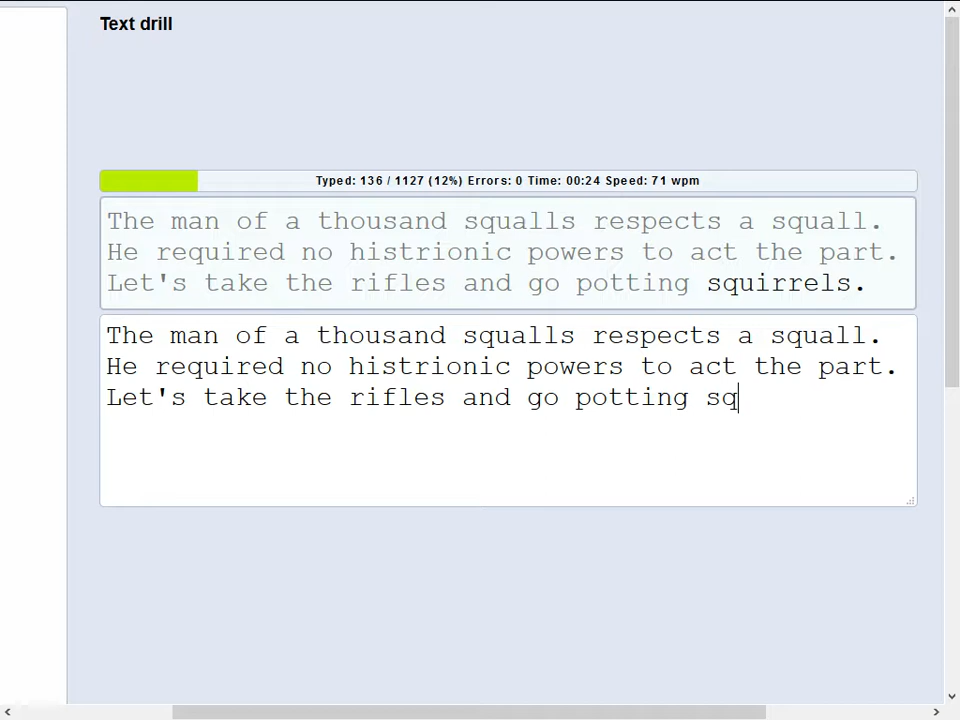 Text drill
Typed: 136 / 1127 (12%) Errors: 0 Time: 00:24 Speed: 71 wpm
The man of a thousand squalls respects a squall.
He required no histrionic powers to act the part.
Let's take the rifles and go potting squirrels.
The man of a thousand squalls respects a squall.
He required no histrionic powers to act the part.
Let's take the rifles and go potting sq